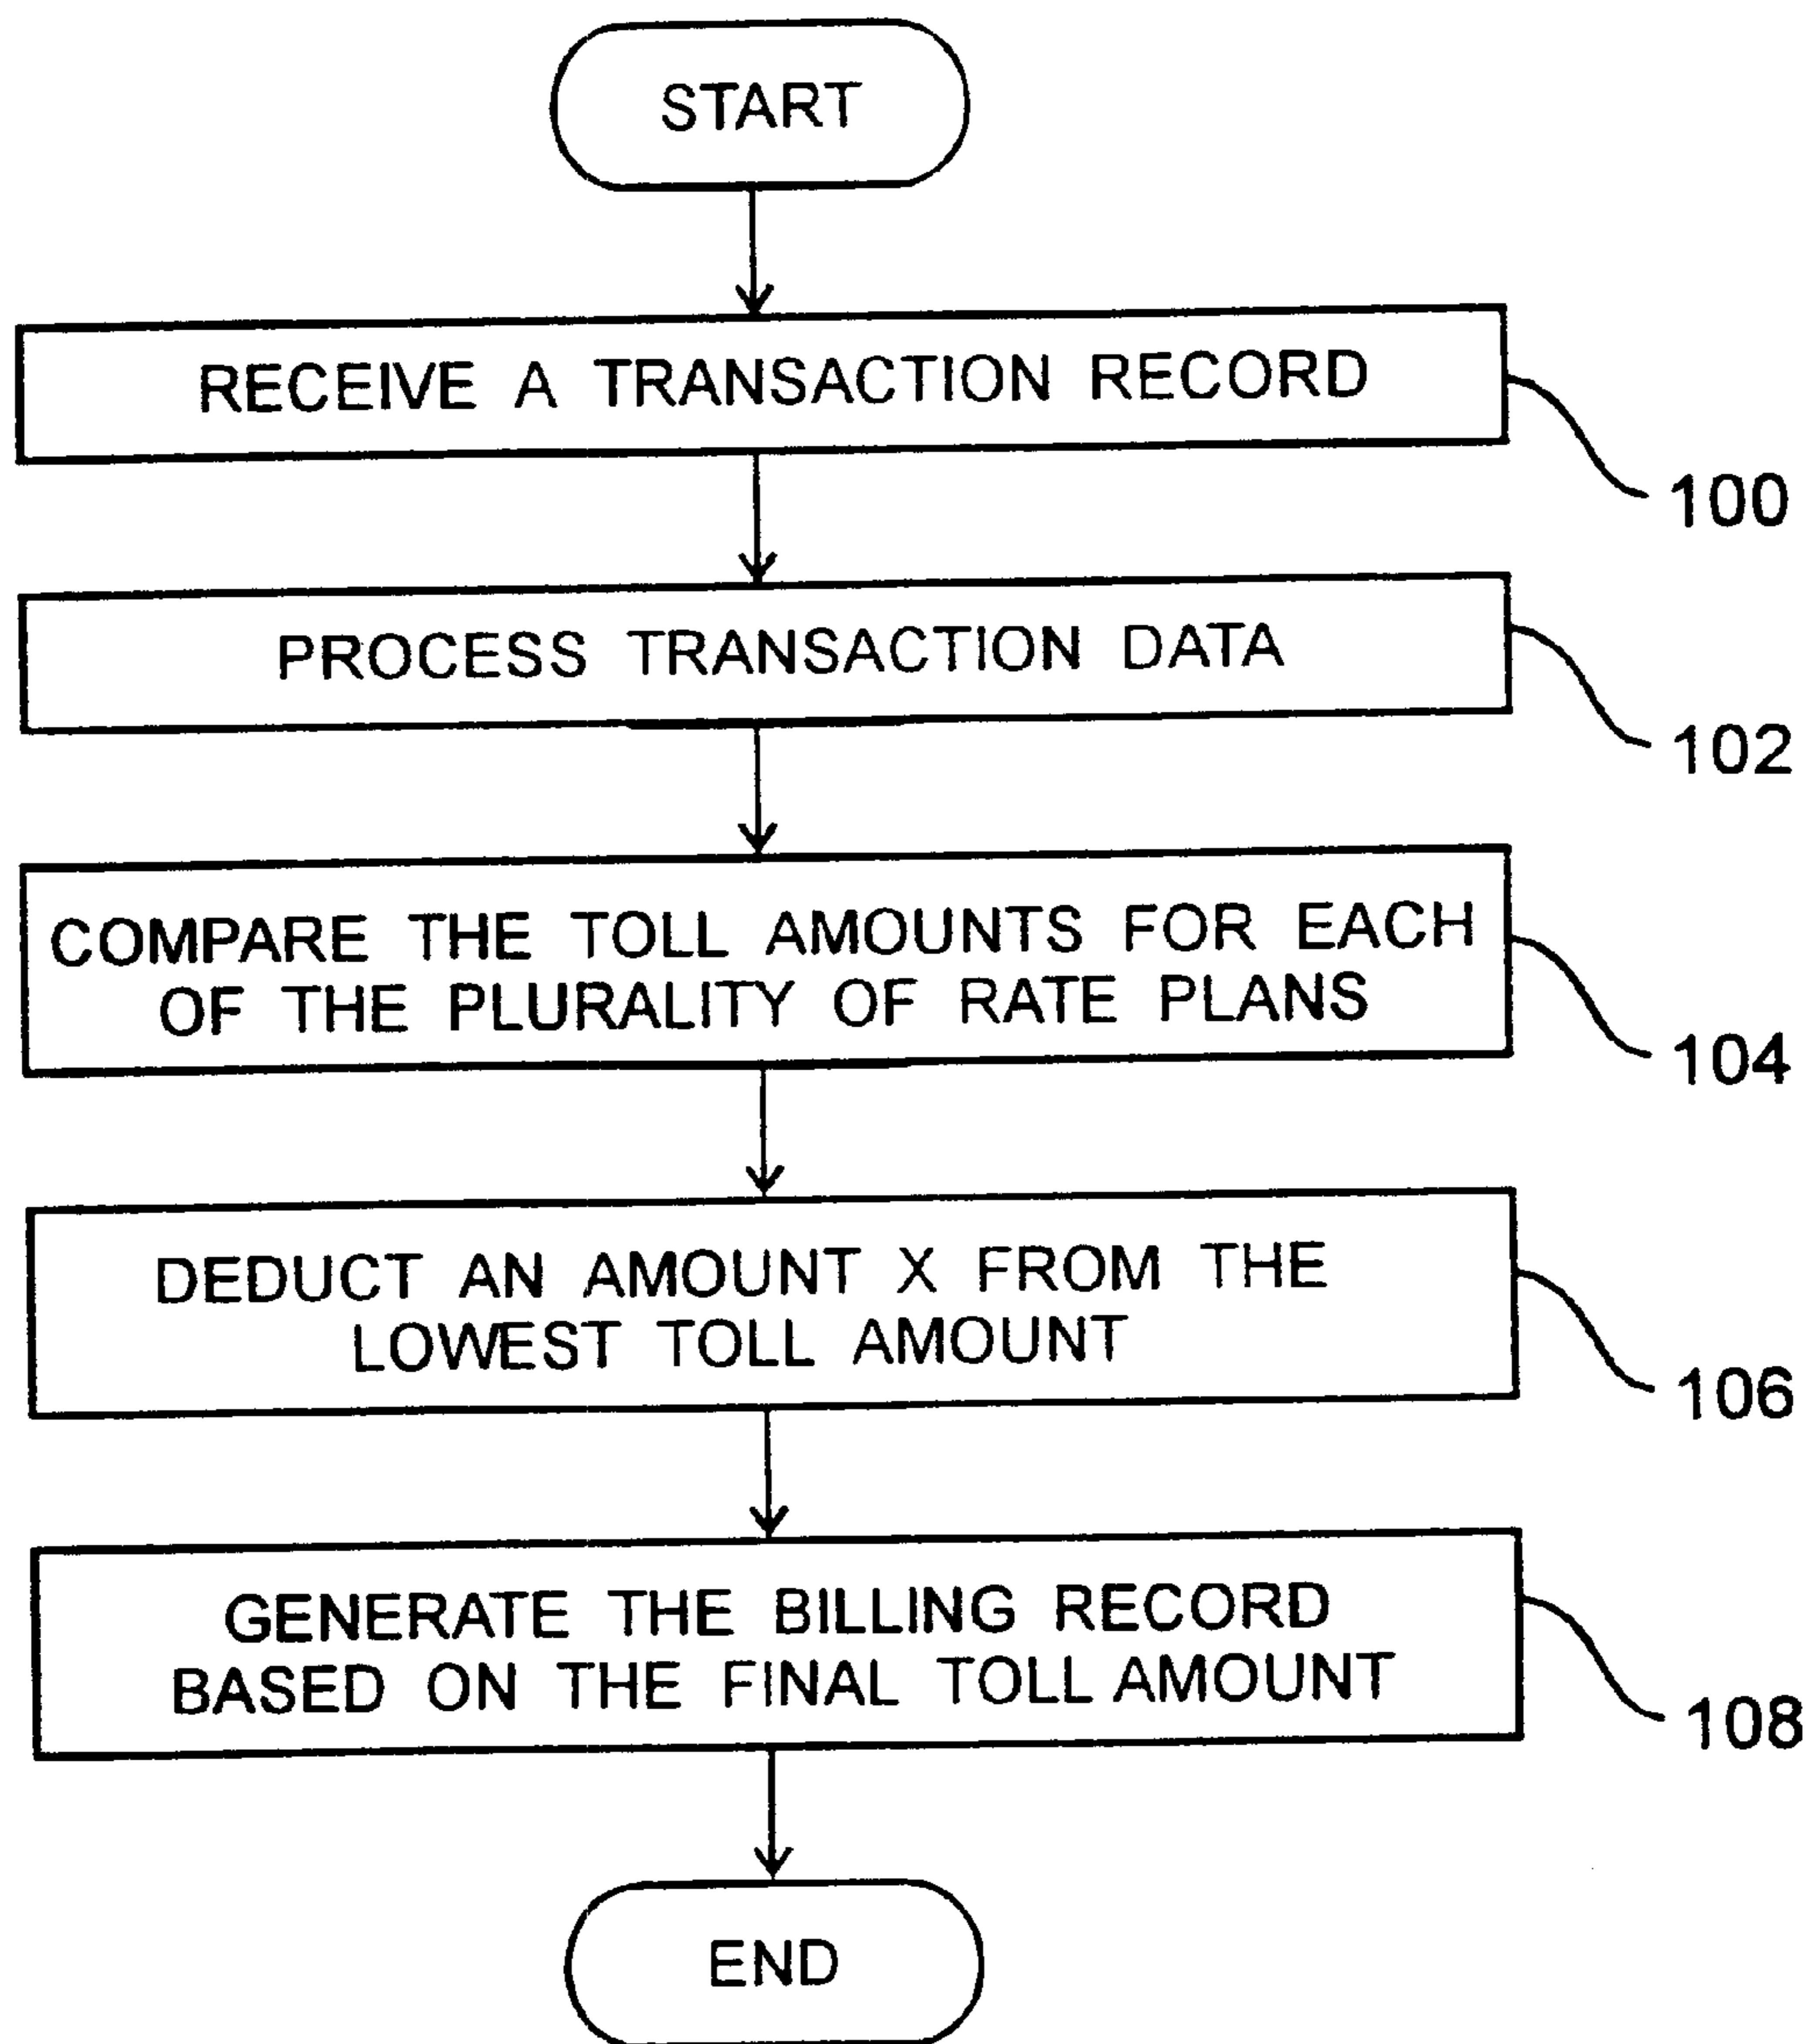 START
RECEIVE A TRANSACTION RECORD
100
PROCESS TRANSACTION DATA
102
COMPARE THE TOLL AMOUNTS FOR EACH
OF THE PLURALITY OF RATE PLANS
104
DEDUCT AN AMOUNT X FROM THE
LOWEST TOLL AMOUNT
106
GENERATE THE BILLING RECORD
BASED ON THE FINAL TOLL AMOUNT
108
END